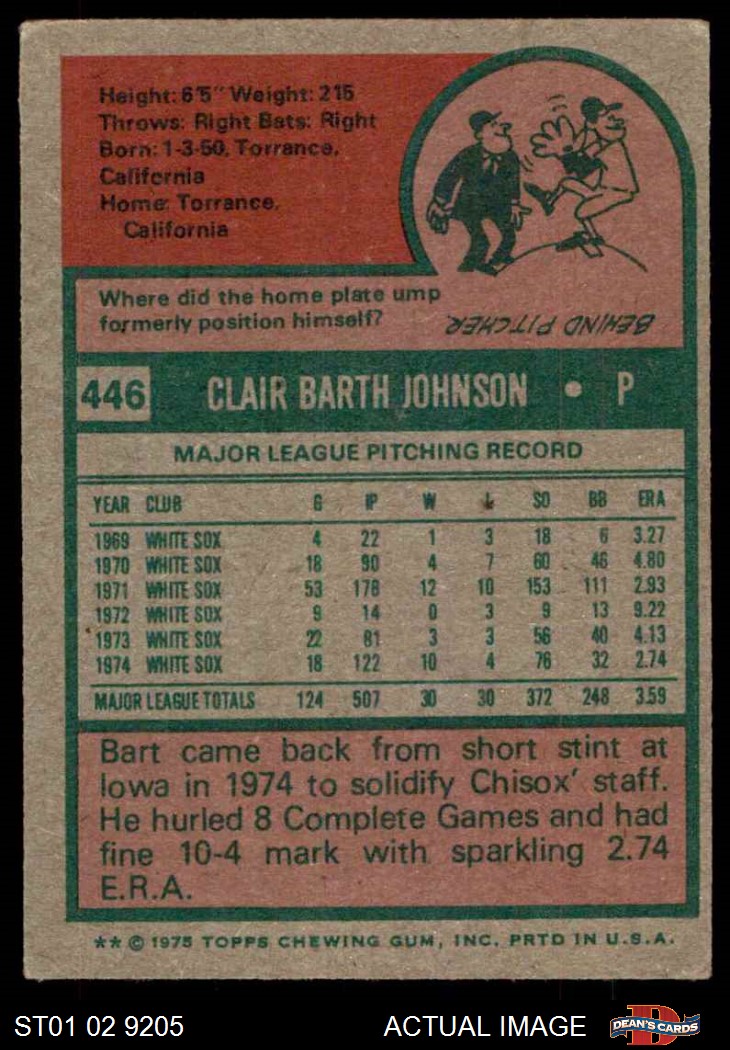 Height: 6'5" Weight: 215
Throws: Right Bats: Right
Born: 1-3-50, Torrance,
California
Home: Torrance,
California
Where did the home plate ump
formerly position himself?
BEHIND PITCHER
446 CLAIR BARTH JOHNSON • P
MAJOR LEAGUE PITCHING RECORD
YEAR CLUB G IP W L SO BB ERA
1969 WHITE SOX 4 22 1 3 18 6 3.27
1970 WHITE SOX 18 90 4 7 60 46 4.80
1971 WHITE SOX 53 178 12 10 153 111 2.93
1972 WHITE SOX 9 14 0 3 9 13 9.22
1973 WHITE SOX 22 81 3 3 56 40 4.13
1974 WHITE SOX 18 122 10 4 76 32 2.74
MAJOR LEAGUE TOTALS 124 507 30 30 372 248 3.59
Bart came back from short stint at
Iowa in 1974 to solidify Chisox' staff.
He hurled 8 Complete Games and had
fine 10-4 mark with sparkling 2.74
E.R.A.
** © 1975 TOPPS CHEWING GUM, INC. PRTD IN U.S.A.
ST01 02 9205 ACTUAL IMAGE D DEAN'S CARDS